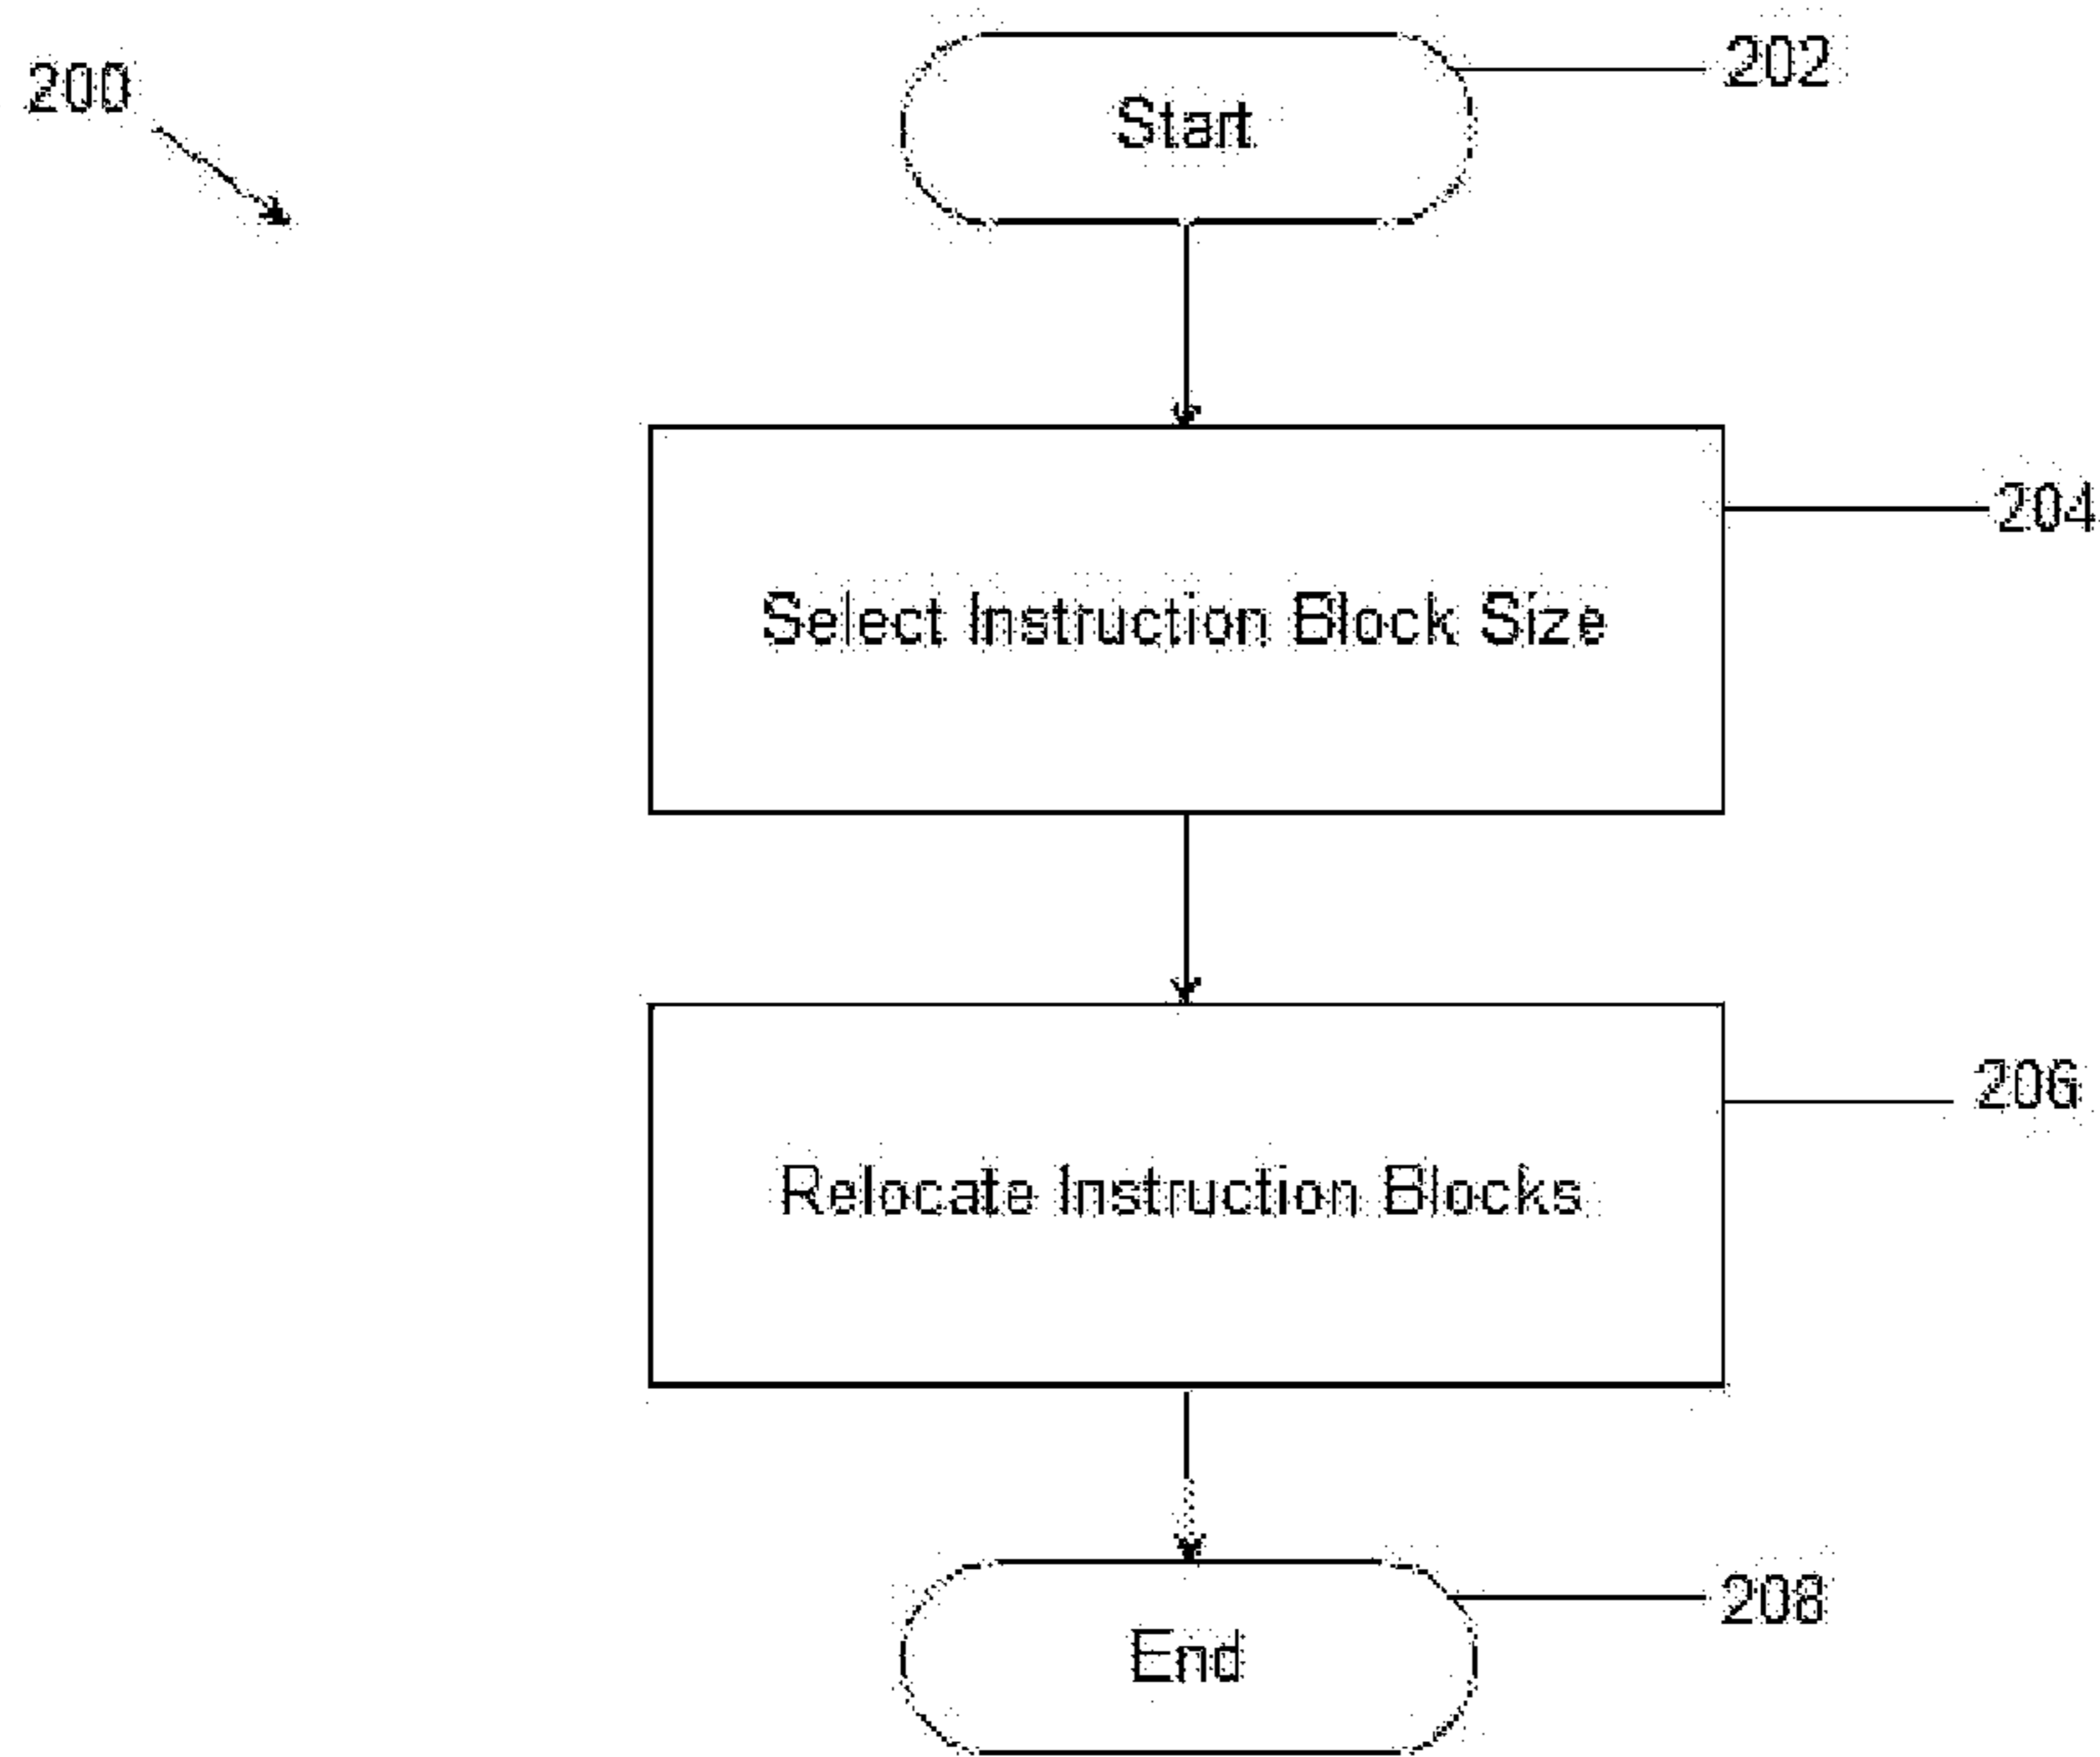 200
Start
202
Select Instruction Block Size
204
Relocate Instruction Blocks
206
End
208